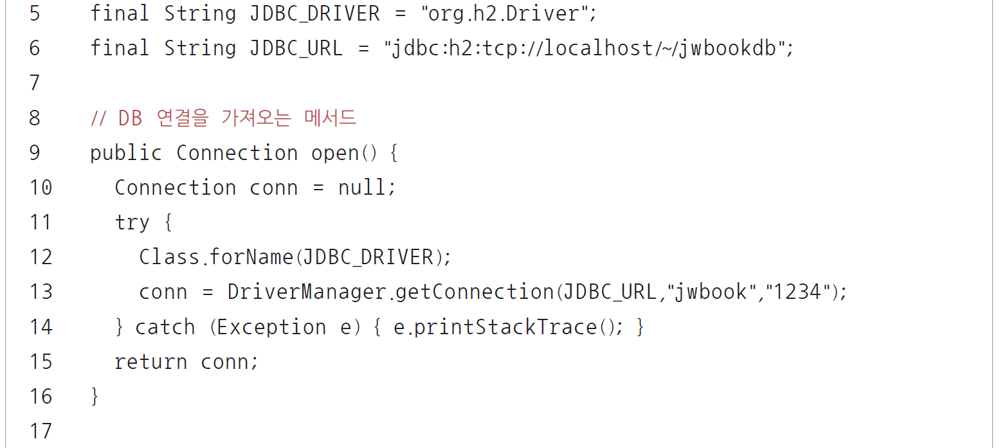 5 final String JDBC_DRIVER = "org.h2.Driver";
6 final String JDBC_URL = "jdbc:h2:tcp://localhost/~/jwbookdb";
7
8 // DB 연결을 가져오는 메서드
9 public Connection open() {
10 Connection conn = null;
11 try {
12 Class.forName(JDBC_DRIVER);
13 conn = DriverManager.getConnection(JDBC_URL,"jwbook","1234");
14 } catch (Exception e) { e.printStackTrace(); }
15 return conn;
16 }
17